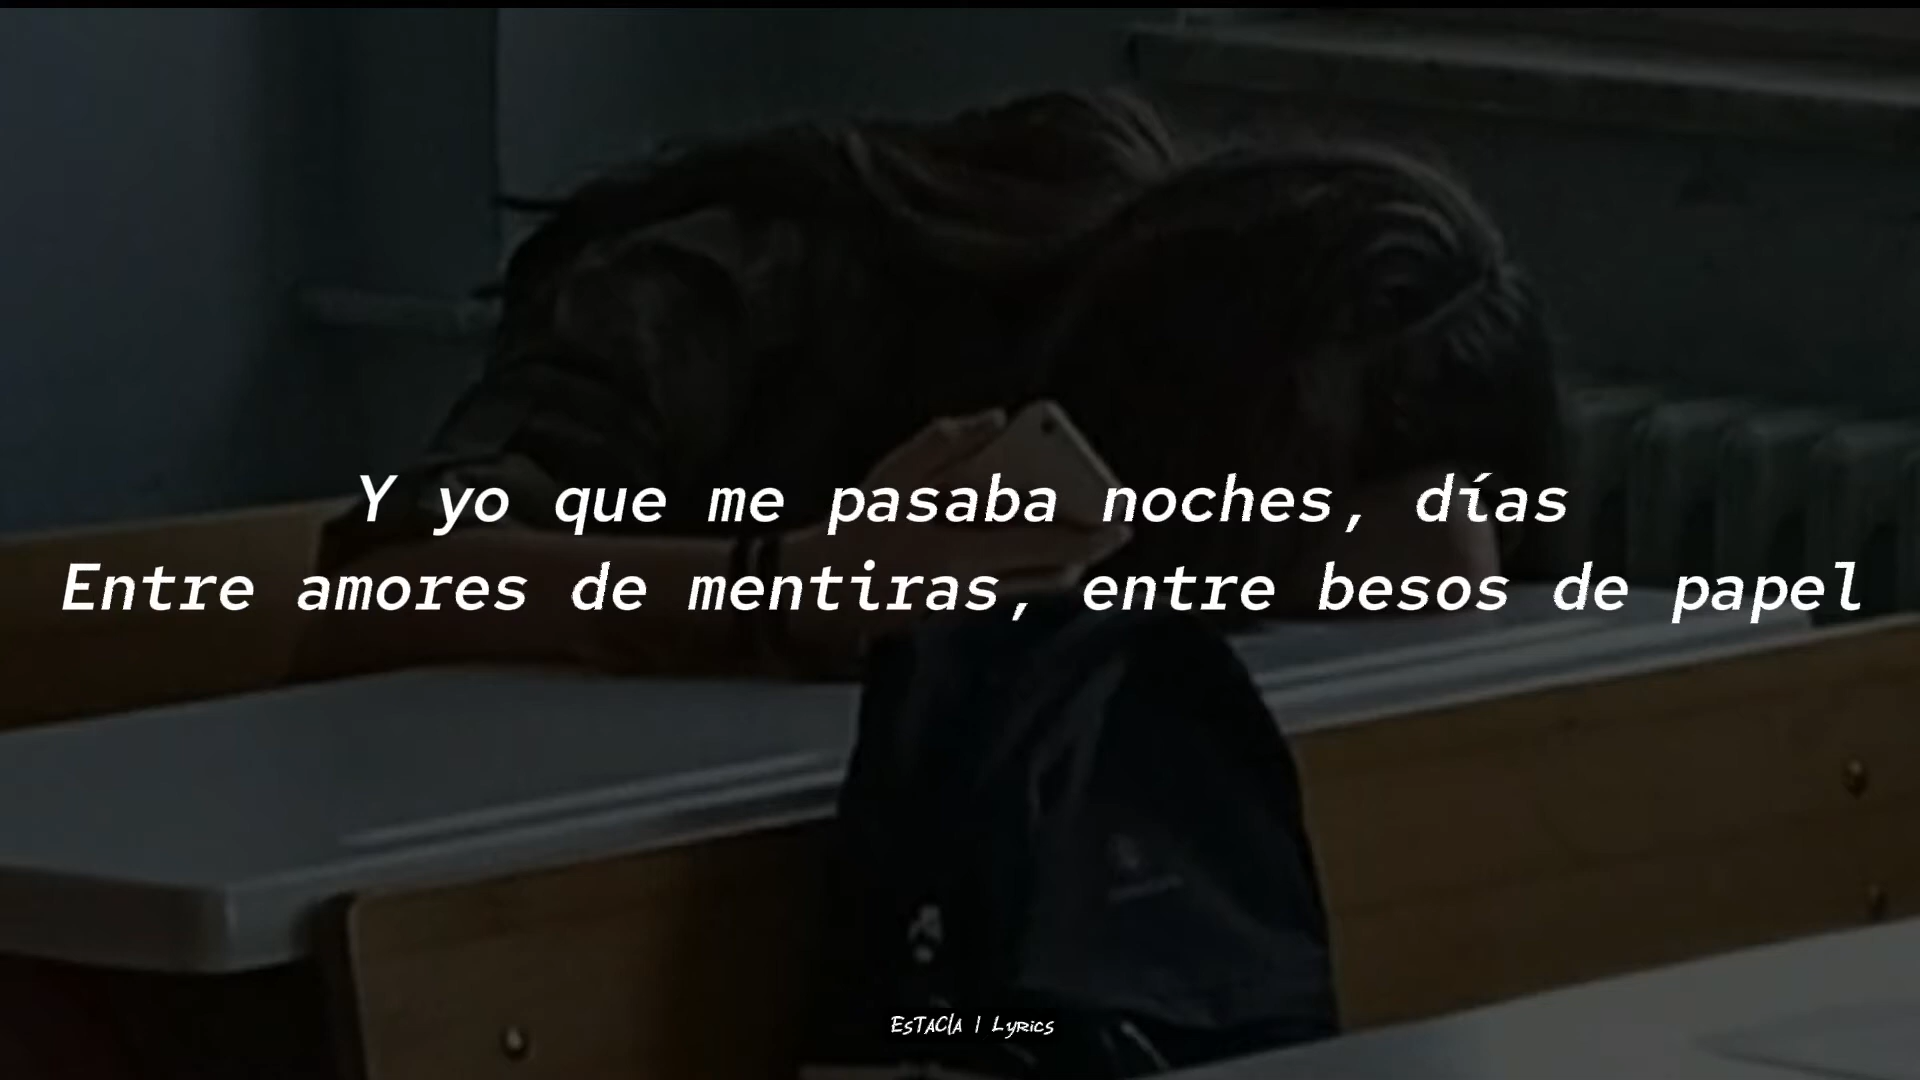 Y yo que me pasaba noches, días
Entre amores de mentiras, entre besos de papel
EsTACIA | Lyrics